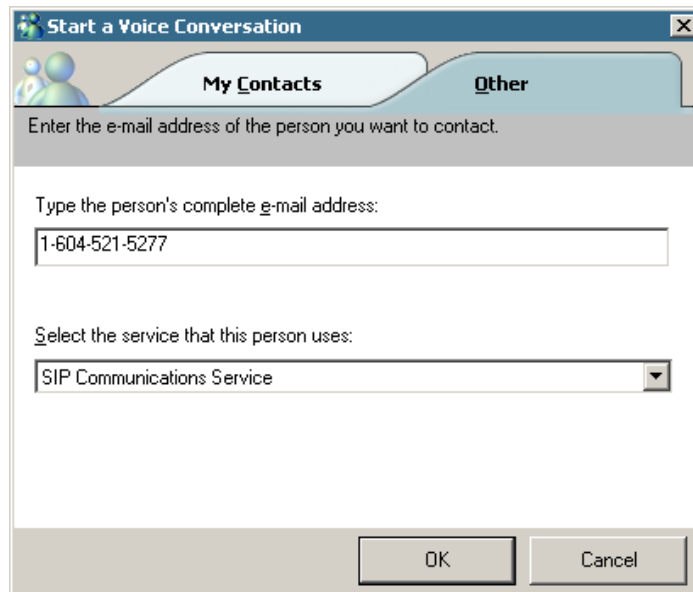 Start a Voice Conversation
My Contacts
Other
Enter the e-mail address of the person you want to contact.
Type the person's complete e-mail address:
1-604-521-5277
Select the service that this person uses:
SIP Communications Service
OK
Cancel